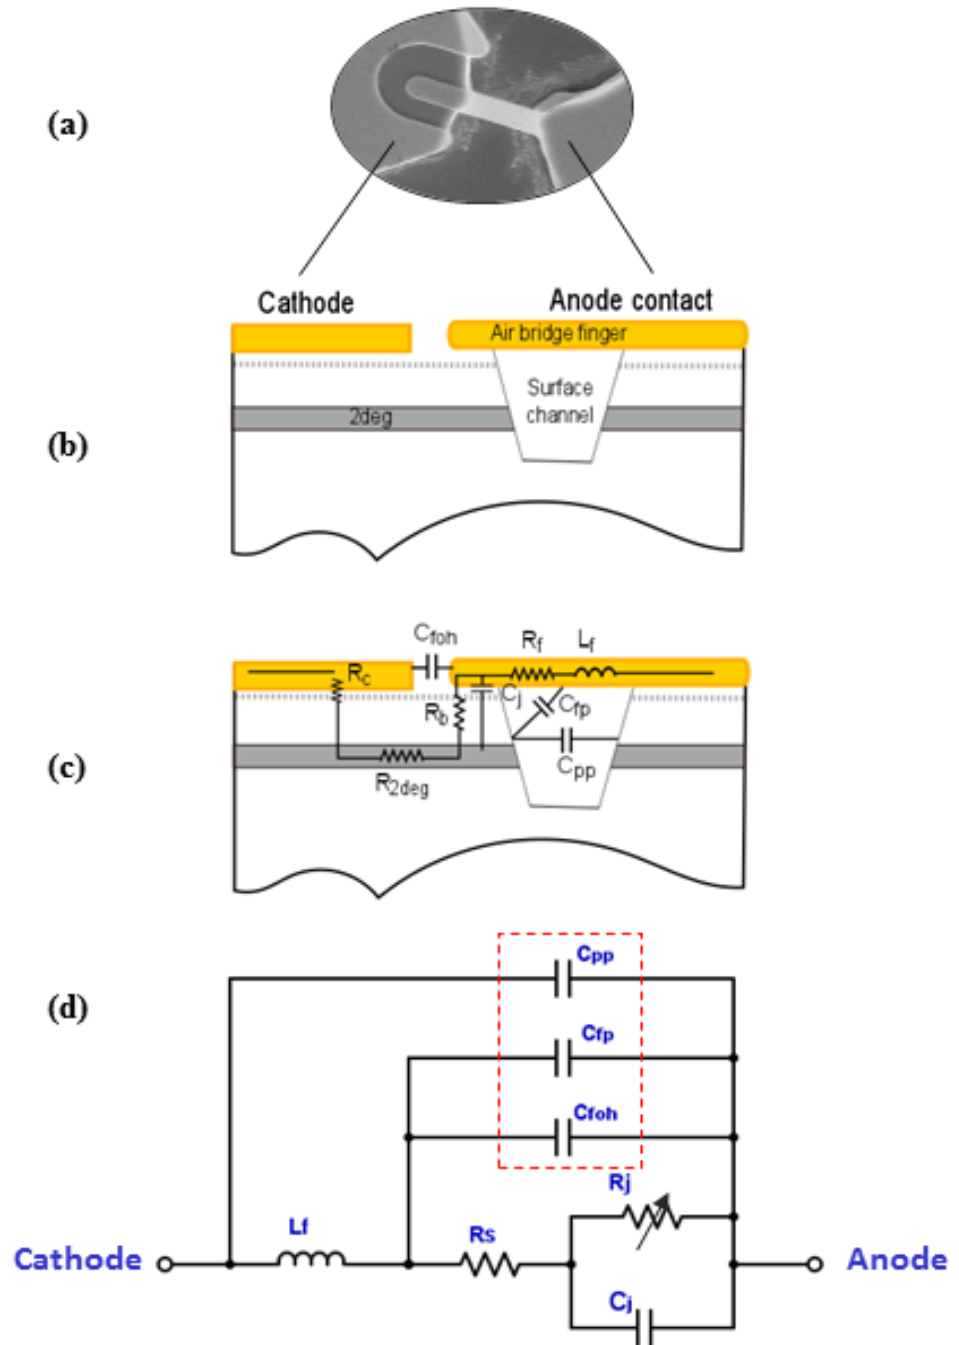 (a)
Cathode
Anode contact
Air bridge finger
Surface
channel
2deg
(b)
Cfoh
Rf
Lf
Rc
Cj
Rb
Cfp
(c)
Cpp
R2deg
Cpp
(d)
Cfp
Cfoh
Rj
Lf
Rs
Cathode
Anode
Cj